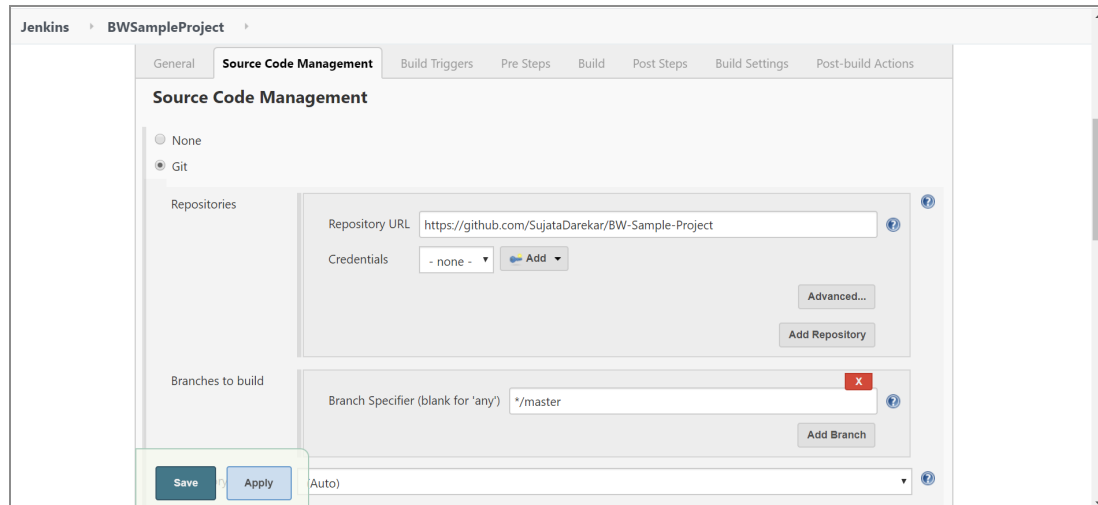 Jenkins BWSampleProject
General Source Code Management Build Triggers Pre Steps Build Post Steps Build Settings Post-build Actions
Source Code Management
None
Git
Repositories
Repository URL https://github.com/SujataDarekar/BW-Sample-Project
Credentials - none - Add
Advanced...
Add Repository
Branches to build
X
Branch Specifier (blank for 'any') */master
Add Branch
Save Apply (Auto)